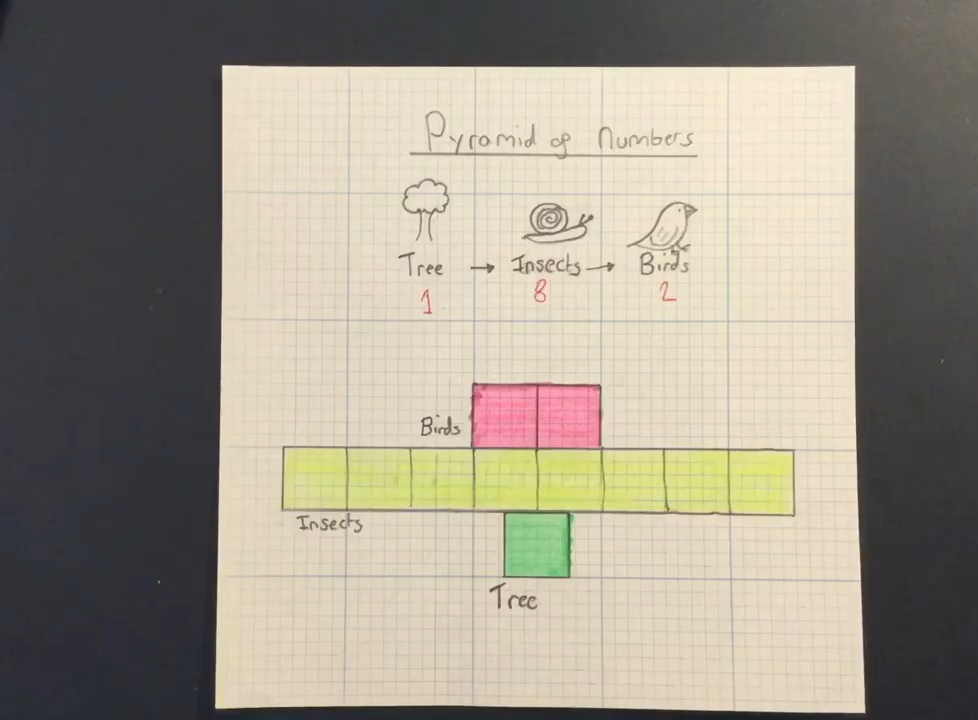 Pyramid of Numbers
Tree → Insects → Birds
1 8 2
Birds
Insects
Tree